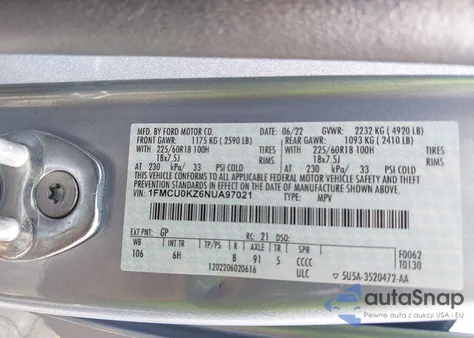 MFD. BY FORD MOTOR CO.
06/22 GVWR: 2232 KG ( 4920 LB)
FRONT GAWR: 1175 KG ( 2590 LB) REAR GAWR: 1093 KG ( 2410 LB)
WITH 225/60R18 100H TIRES WITH 225/60R18 100H TIRES
18x7.5J RIMS 18x7.5J RIMS
AT 230 kPa/ 33 PSI COLD AT 230 kPa/ 33 PSI COLD
THIS VEHICLE CONFORMS TO ALL APPLICABLE
FEDERAL MOTOR VEHICLE SAFETY, BUMPER, AND
THEFT PREVENTION STANDARDS IN EFFECT ON THE DATE OF
MANUFACTURE SHOWN ABOVE.
VIN: 1FMCU0KZ6NUA97021 TYPE: MPV
EXT PNT: GP RC: 21 DSO:
WB INT TR TP/PS R AXLE TR SPR F0062
106 6H 8 91 5 CCCC T0130
1202206020616 ULC 5U5A-3520472-AA
autoSnap
Pewne auto z aukcji USA i EU